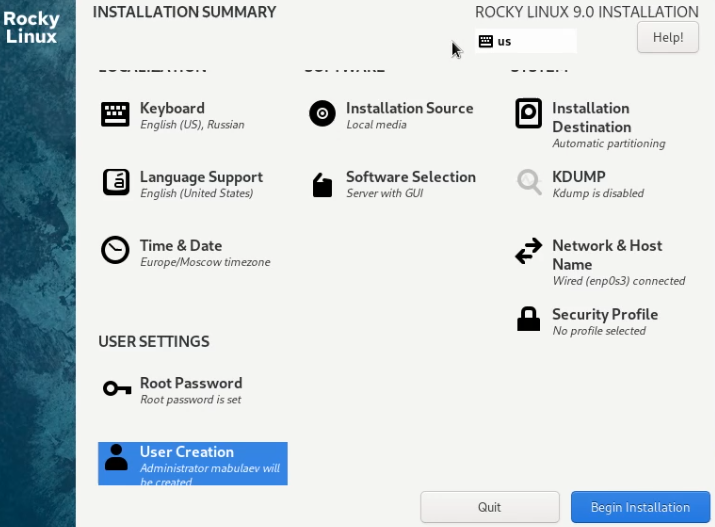 Rocky
Linux
INSTALLATION SUMMARY
ROCKY LINUX 9.0 INSTALLATION
us
Help!
LOCALIZATION
SOFTWARE
SYSTEM
Keyboard
English (US), Russian
Installation Source
Local media
Installation
Destination
Automatic partitioning
Language Support
English (United States)
Software Selection
Server with GUI
KDUMP
Kdump is disabled
Time & Date
Europe/Moscow timezone
Network & Host
Name
Wired (enp0s3) connected
Security Profile
No profile selected
USER SETTINGS
Root Password
Root password is set
User Creation
Administrator mabulaev will
be created
Quit
Begin Installation